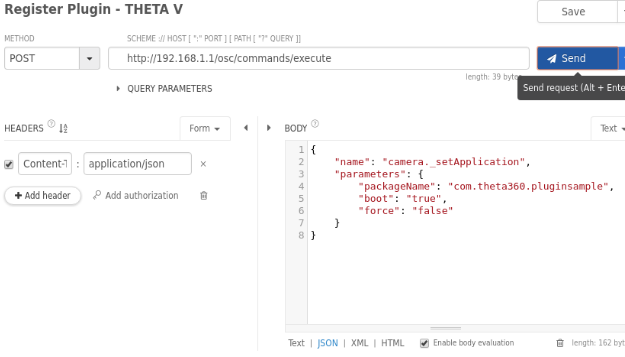 Register Plugin - THETA V
Save
METHOD
SCHEME :// HOST [ ":" PORT ] [ PATH [ "?" QUERY ]]
POST
http://192.168.1.1/osc/commands/execute
Send
length: 39 bytes
QUERY PARAMETERS
Send request (Alt + Ente
HEADERS
Form
BODY
Text
Content-T : application/json ×
+ Add header
Add authorization
1 {
2 "name": "camera._setApplication",
3 "parameters": {
4 "packageName": "com.theta360.pluginsample",
5 "boot": "true",
6 "force": "false"
7 }
8 }
Text | JSON | XML | HTML
Enable body evaluation
length: 162 byt